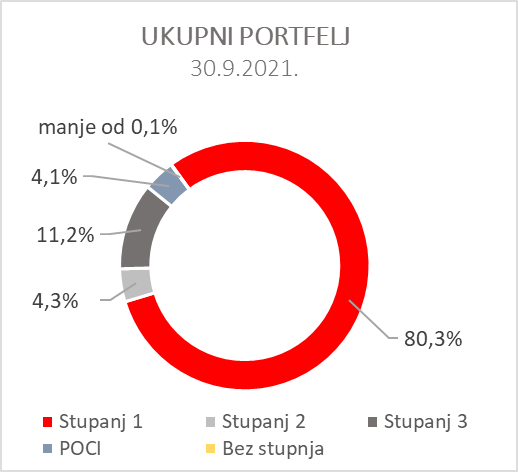 UKUPNI PORTFELJ
30.9.2021.
manje od 0,1%
4,1%
11,2%
4,3%
80,3%
Stupanj 1 Stupanj 2 Stupanj 3
POCI Bez stupnja